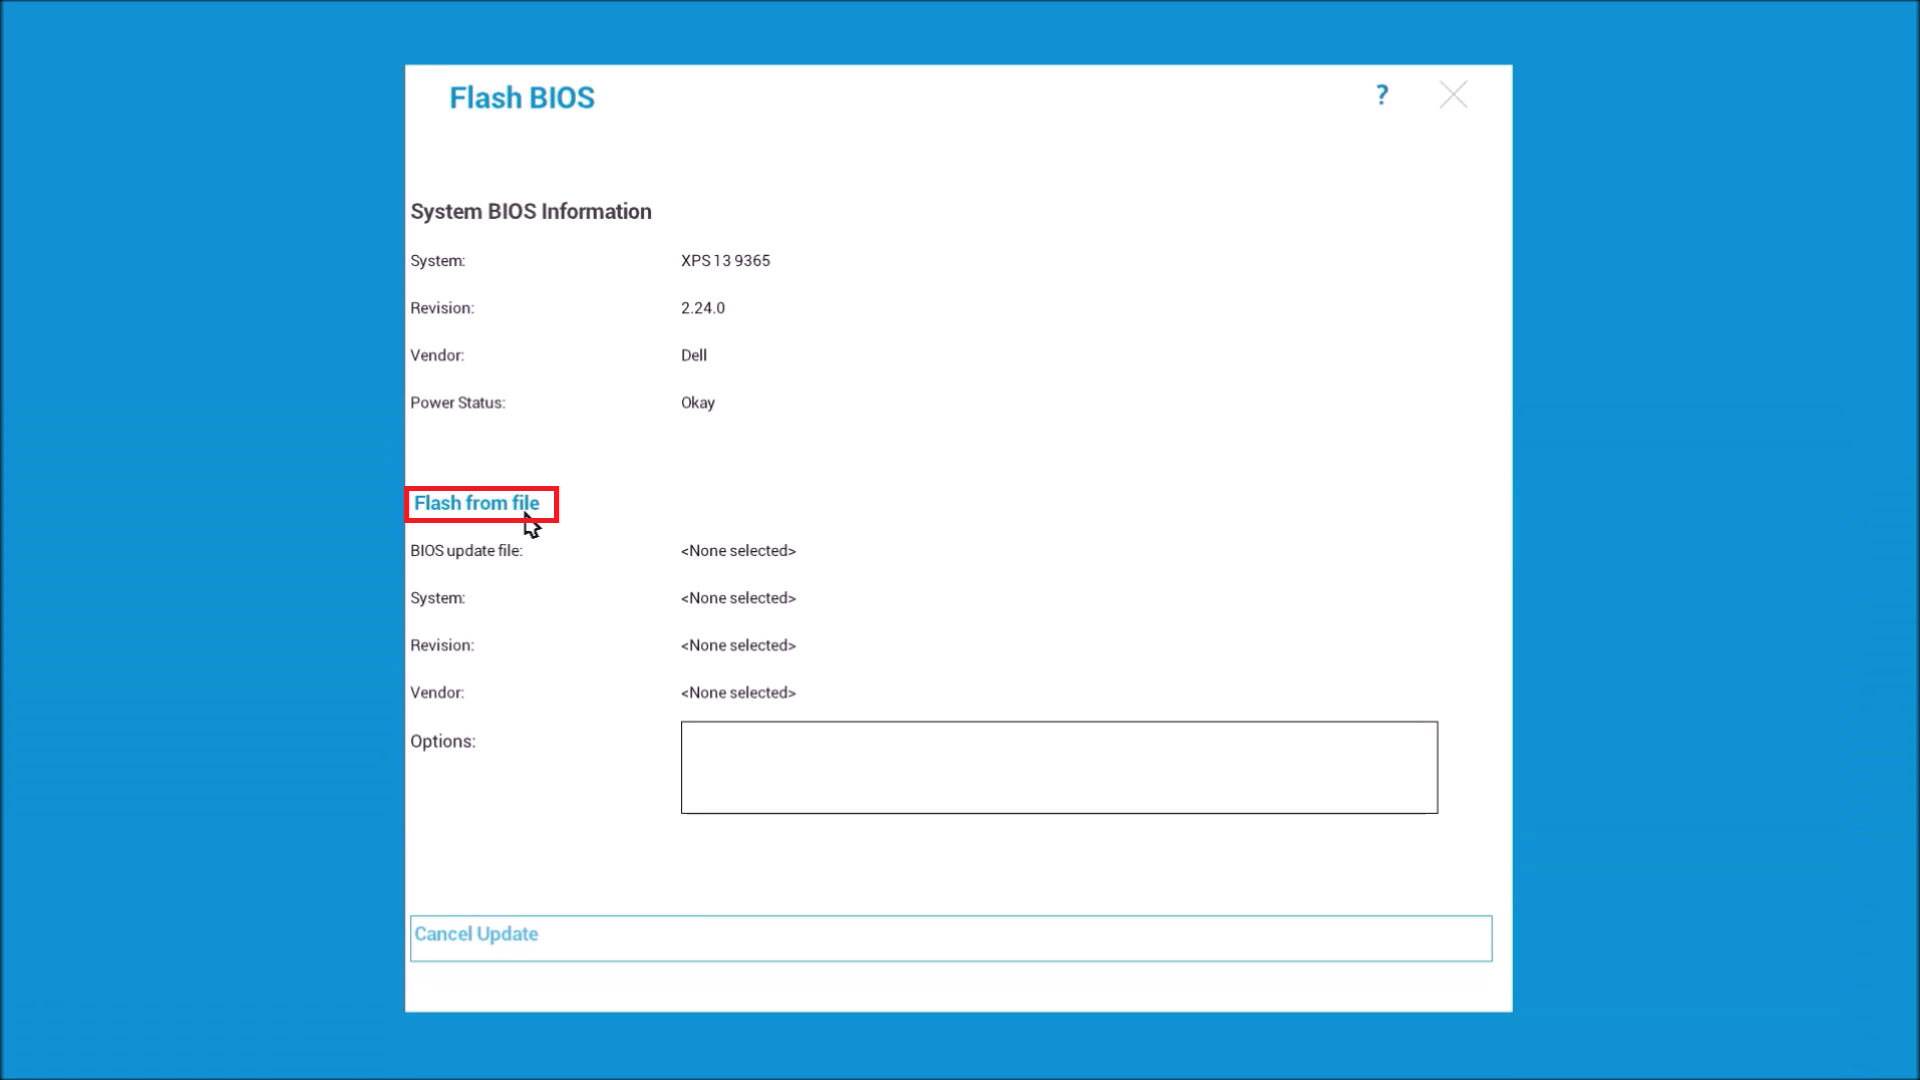 Flash BIOS ?
System BIOS Information
System: XPS 13 9365
Revision: 2.24.0
Vendor: Dell
Power Status: Okay
Flash from file
BIOS update file: <None selected>
System: <None selected>
Revision: <None selected>
Vendor: <None selected>
Options:
Cancel Update